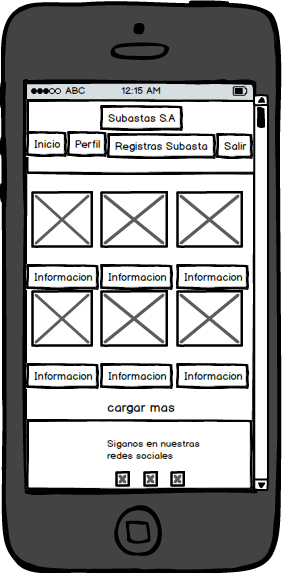 ABC 12:15 AM
Subastas S.A
Inicio Perfil Registras Subasta Salir
Informacion Informacion Informacion
Informacion Informacion Informacion
cargar mas
Siganos en nuestras
redes sociales